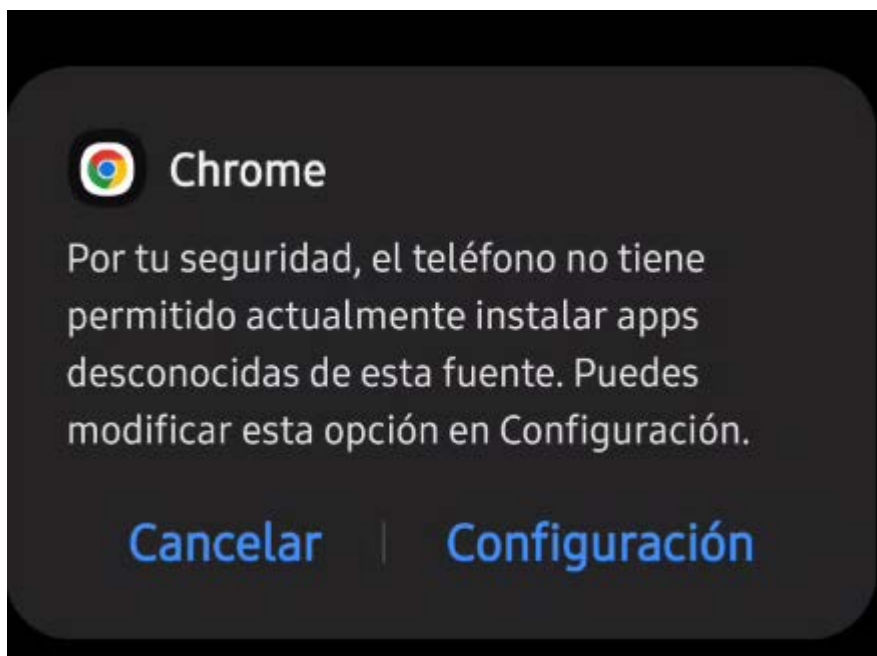 Chrome
Por tu seguridad, el teléfono no tiene
permitido actualmente instalar apps
desconocidas de esta fuente. Puedes
modificar esta opción en Configuración.
Cancelar | Configuración